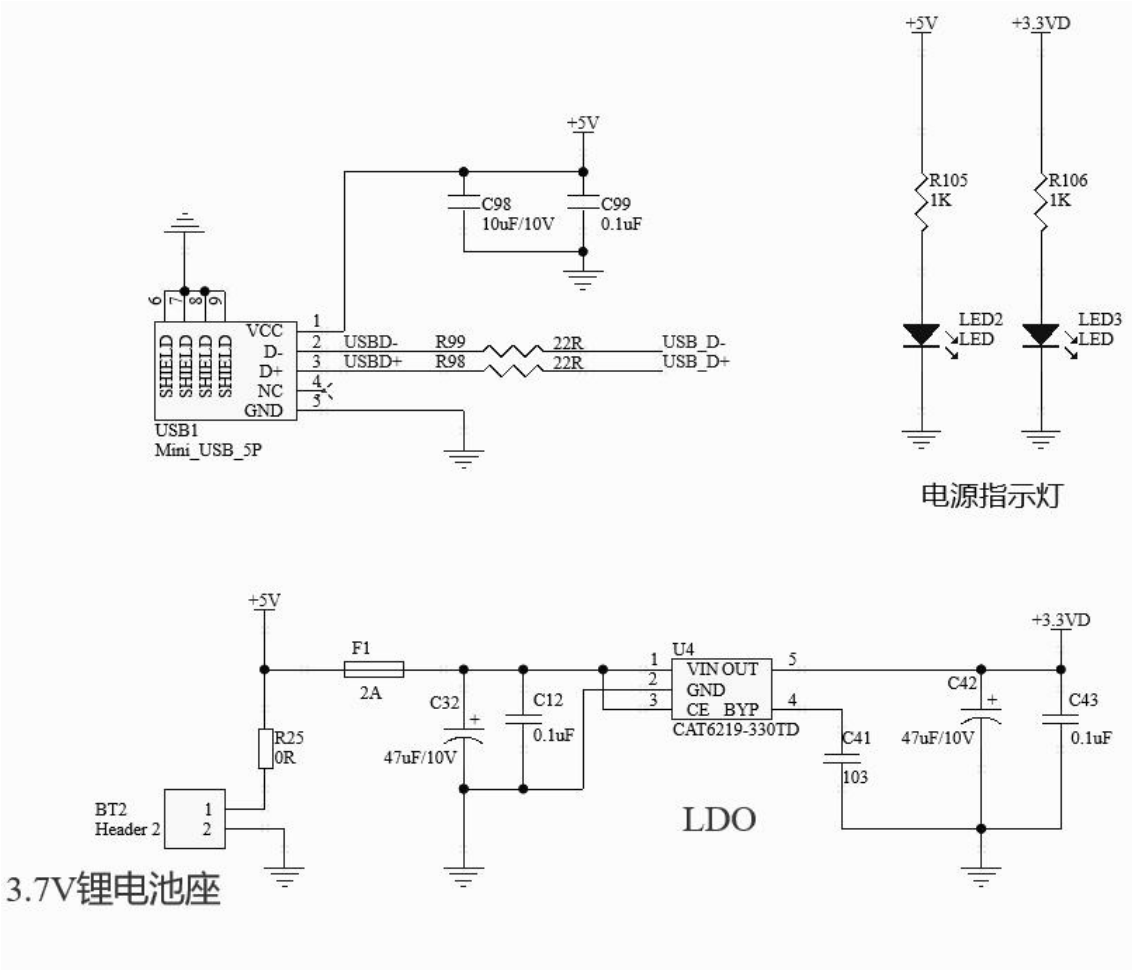 +5V
+3.3VD
R105
1K
R106
1K
LED2
LED
LED3
LED
电源指示灯
+5V
C98
10uF/10V
C99
0.1uF
6
7
8
9
SHIELD
SHIELD
SHIELD
SHIELD
VCC
D-
D+
NC
GND
1
2
3
4
5
USBD-
R99
22R
USB_D-
USBD+
R98
22R
USB_D+
USB1
Mini_USB_5P
+5V
F1
2A
R25
0R
BT2
Header 2
1
2
3.7V锂电池座
C32
+
47uF/10V
C12
0.1uF
U4
1
2
3
VIN OUT
GND
CE BYP
5
4
CAT6219-330TD
LDO
C41
103
C42
+
47uF/10V
+3.3VD
C43
0.1uF